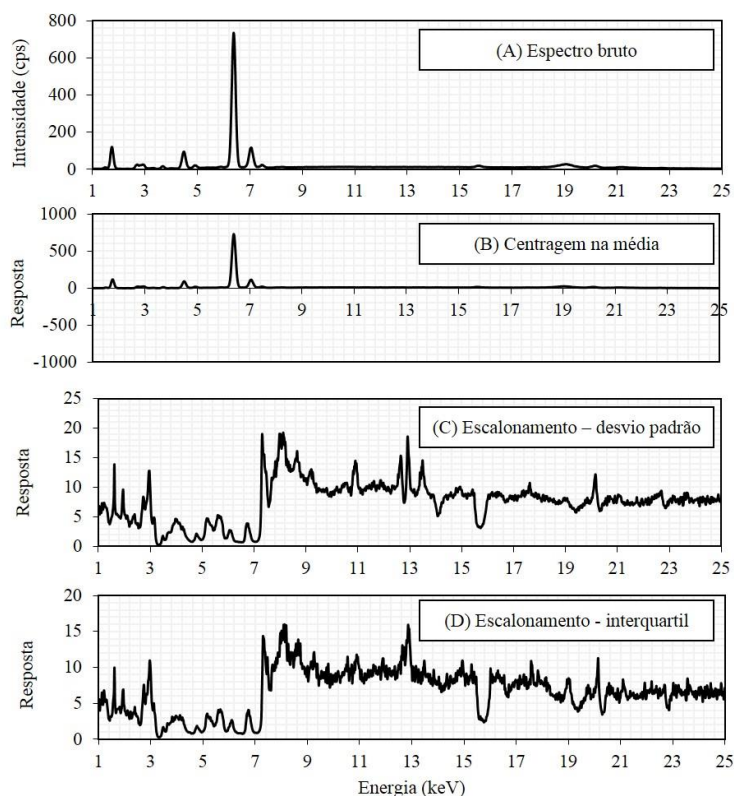 800
600
400
200
0
Intensidade (cps)
(A) Espectro bruto
1 3 5 7 9 11 13 15 17 19 21 23 25
1000
500
0
-500
-1000
Resposta
(B) Centragem na média
1 3 5 7 9 11 13 15 17 19 21 23 25
25
20
15
10
5
0
Resposta
(C) Escalonamento – desvio padrão
1 3 5 7 9 11 13 15 17 19 21 23 25
20
15
10
5
0
Resposta
(D) Escalonamento - interquartil
1 3 5 7 9 11 13 15 17 19 21 23 25
Energia (keV)